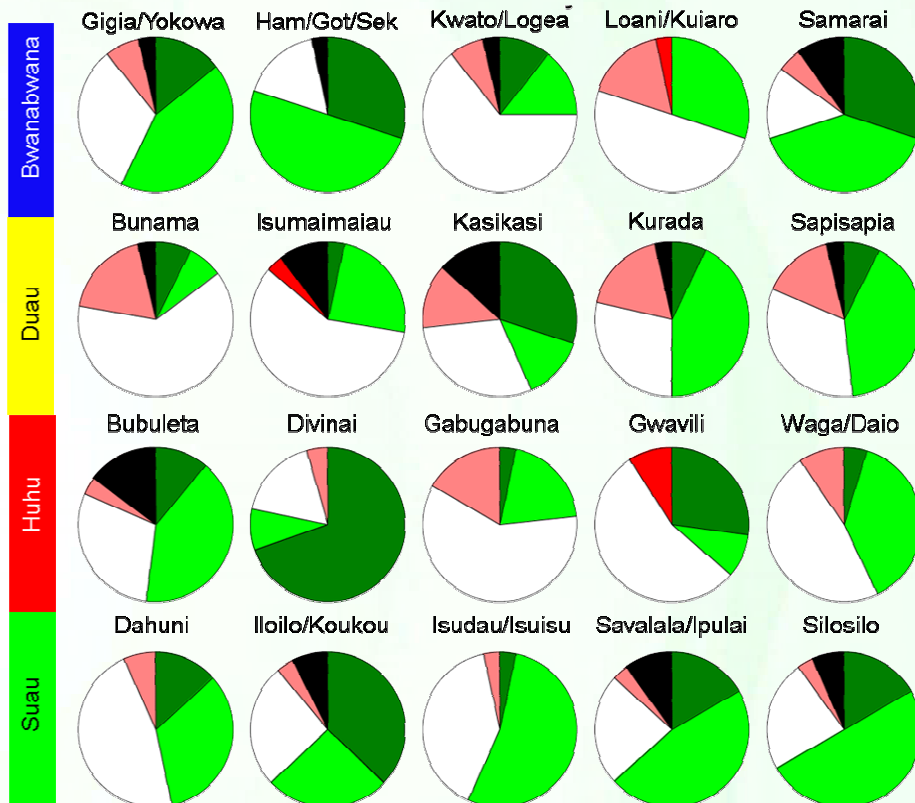 Bwanabwana
Gigia/Yokowa Ham/Got/Sek Kwato/Logea Loani/Kuiaro Samarai
Duau
Bunama Isumaimaiau Kasikasi Kurada Sapisapia
Huhu
Bubuleta Divinai Gabugabuna Gwavili Waga/Daio
Suau
Dahuni Iloilo/Koukou Isudau/Isuisu Savalala/Ipulai Silosilo